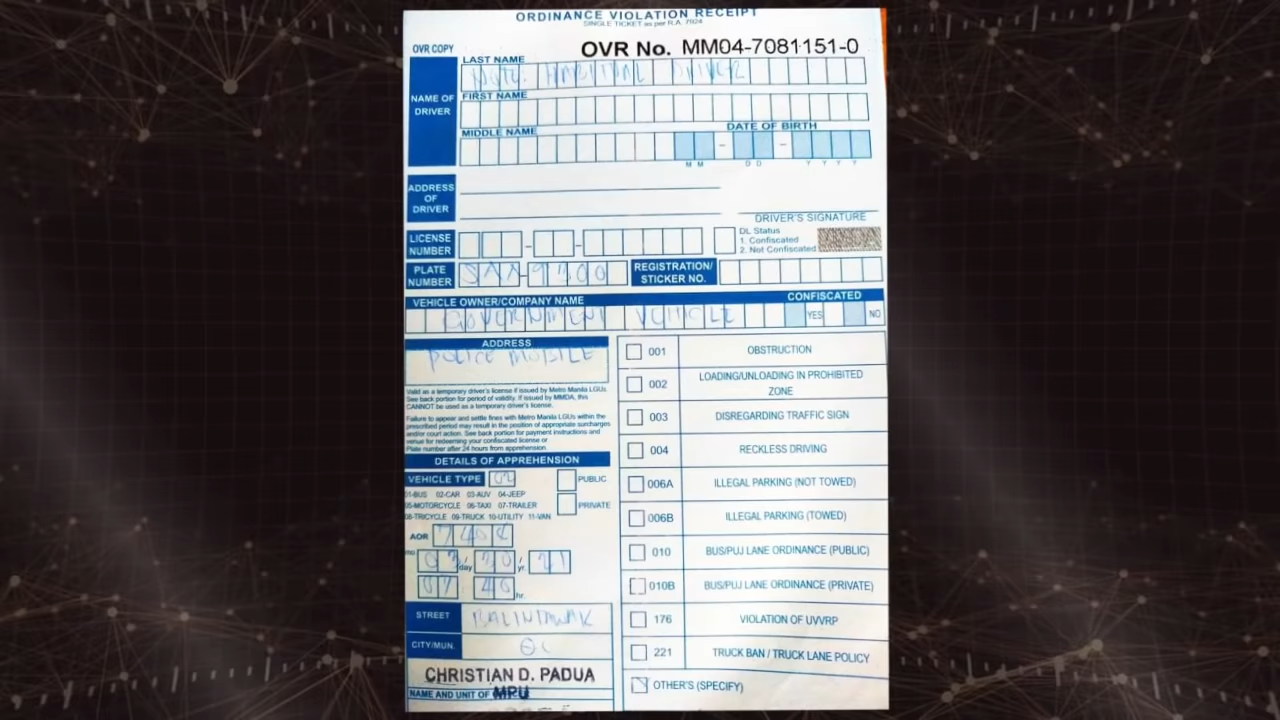 ORDINANCE VIOLATION RECEIPT
SINGLE TICKET as per R.A. 7924
OVR COPY
OVR No. MM04-7081151-0
NAME OF DRIVER
LAST NAME
HABITUAL DRIVER
FIRST NAME
MIDDLE NAME
DATE OF BIRTH
M M D D Y Y Y Y
ADDRESS OF DRIVER
DRIVER'S SIGNATURE
LICENSE NUMBER
DL Status
1. Confiscated
2. Not Confiscated
PLATE NUMBER
REGISTRATION/ STICKER NO.
VEHICLE OWNER/COMPANY NAME
CONFISCATED
GOVERNMENT VEHICLE
YES
NO
ADDRESS
POLICE MOBILE
Valid as a temporary driver's license if issued by Metro Manila LGUs.
See back portion for period of validity. If issued by MMDA, this
CANNOT be used as a temporary driver's license.
Failure to appear and settle fines with Metro Manila LGUs within the
prescribed period may result in the position of appropriate surcharges
and/or court action. See back portion for payment instructions and
venue for redeeming your confiscated license or
Plate number after 24 hours from apprehension.
DETAILS OF APPREHENSION
VEHICLE TYPE 02
PUBLIC
01-BUS 02-CAR 03-AUV 04-JEEP
05-MOTORCYCLE 06-TAXI 07-TRAILER
08-TRICYCLE 09-TRUCK 10-UTILITY 11-VAN
PRIVATE
AOR
mo 03 / day 30 / yr. 21
07 40 hr.
STREET BALINTAWAK
CITY/MUN. QC
CHRISTIAN D. PADUA
NAME AND UNIT OF
MPU
001 OBSTRUCTION
002 LOADING/UNLOADING IN PROHIBITED
ZONE
003 DISREGARDING TRAFFIC SIGN
004 RECKLESS DRIVING
006A ILLEGAL PARKING (NOT TOWED)
006B ILLEGAL PARKING (TOWED)
010 BUS/PUJ LANE ORDINANCE (PUBLIC)
010B BUS/PUJ LANE ORDINANCE (PRIVATE)
176 VIOLATION OF UVVRP
221 TRUCK BAN / TRUCK LANE POLICY
OTHER'S (SPECIFY)